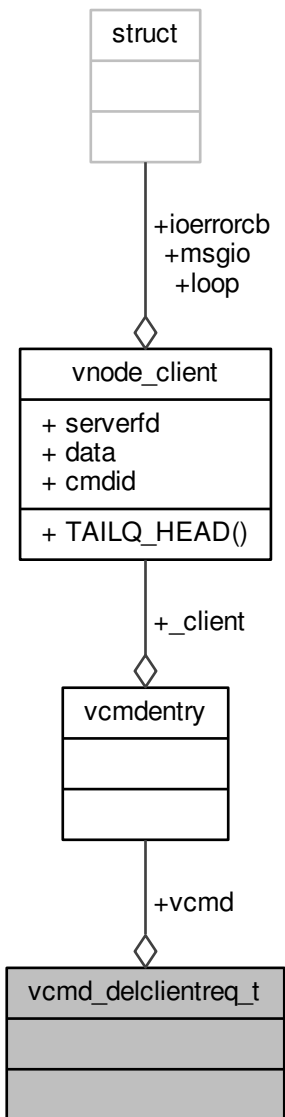 struct
+ioerrorcb
+msgio
+loop
vnode_client
+ serverfd
+ data
+ cmdid
+ TAILQ_HEAD()
+_client
vcmdentry
+vcmd
vcmd_delclientreq_t